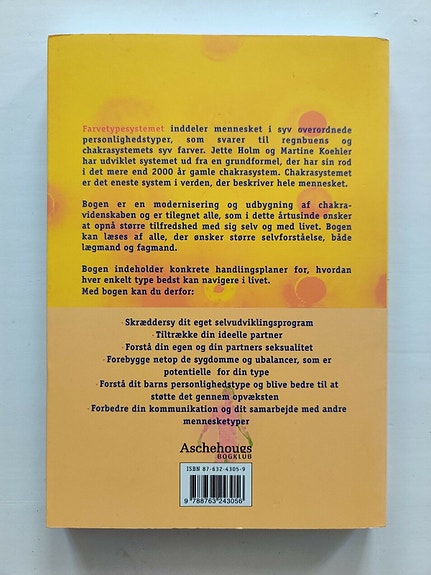 Farvetypesystemet inddeler mennesket i syv overordnede
personlighedstyper, som svarer til regnbuens og
chakrasystemets syv farver. Jette Holm og Martine Koehler
har udviklet systemet ud fra en grundformel, der har sin rod
i det mere end 2000 år gamle chakrasystem. Chakrasystemet
er det eneste system i verden, der beskriver hele mennesket.
Bogen er en modernisering og udbygning af chakra-
videnskaben og er tilegnet alle, som i dette årtusinde ønsker
at opnå større tilfredshed med sig selv og med livet. Bogen
kan læses af alle, der ønsker større selvforståelse, både
lægmand og fagmand.
Bogen indeholder konkrete handlingsplaner for, hvordan
hver enkelt type bedst kan navigere i livet.
Med bogen kan du derfor:
·Skræddersy dit eget selvudviklingsprogram
·Tiltrække din ideelle partner
·Forstå din egen og din partners seksualitet
·Forebygge netop de sygdomme og ubalancer, som er
potentielle for din type
·Forstå dit barns personlighedstype og blive bedre til at
støtte det gennem opvæksten
·Forbedre din kommunikation og dit samarbejde med andre
mennesketyper
Aschehougs
BOGKLUB
ISBN 87-632-4305-9
9 788763 243056